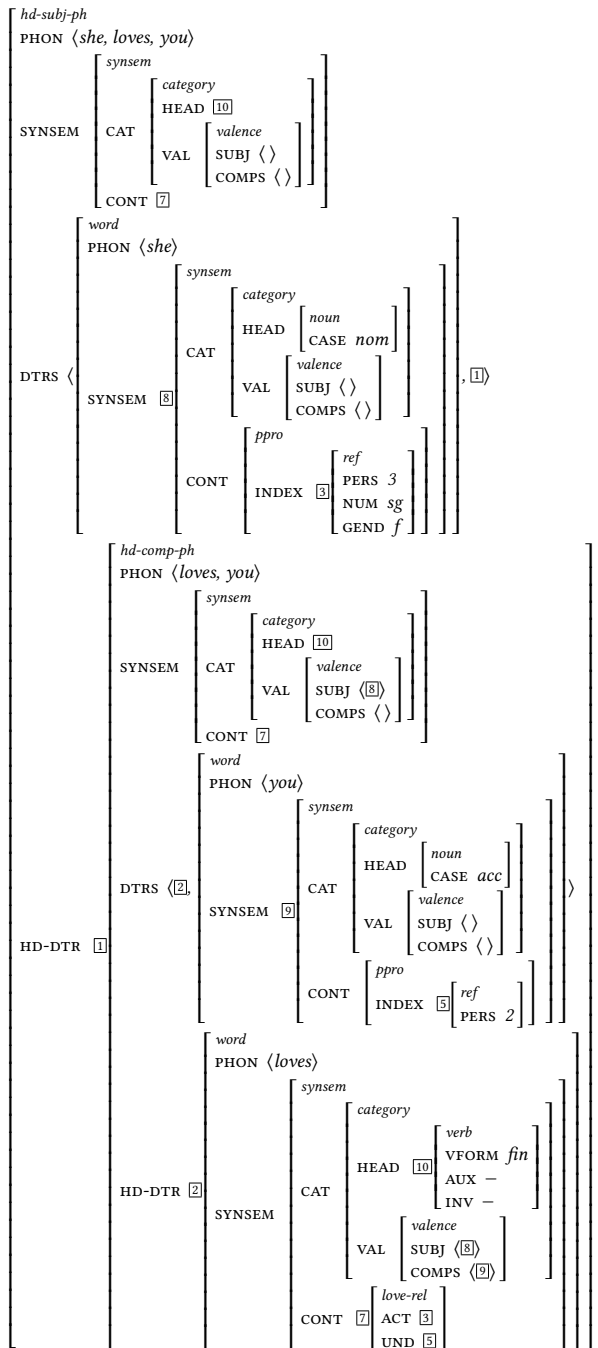 hd-subj-ph
PHON ⟨she, loves, you⟩
synsem
category
HEAD 10
SYNSEM CAT valence
VAL SUBJ ⟨ ⟩
COMPS ⟨ ⟩
CONT 7
word
PHON ⟨she⟩
synsem
category
noun
HEAD CASE nom
CAT
valence
VAL SUBJ ⟨ ⟩
DTRS ⟨ SYNSEM 8 , 1 ⟩
COMPS ⟨ ⟩
ppro
ref
CONT PERS 3
INDEX 3 NUM sg
GEND f
hd-comp-ph
PHON ⟨loves, you⟩
synsem
category
HEAD 10
SYNSEM CAT valence
VAL SUBJ ⟨8⟩
COMPS ⟨ ⟩
CONT 7
word
PHON ⟨you⟩
synsem
category
noun
HEAD CASE acc
DTRS ⟨2, CAT valence ⟩
SYNSEM 9 VAL SUBJ ⟨ ⟩
COMPS ⟨ ⟩
HD-DTR 1
ppro
CONT ref
INDEX 5 PERS 2
word
PHON ⟨loves⟩
synsem
category
verb
VFORM fin
HEAD 10 AUX −
HD-DTR 2 CAT INV −
SYNSEM valence
VAL SUBJ ⟨8⟩
COMPS ⟨9⟩
love-rel
CONT 7 ACT 3
UND 5